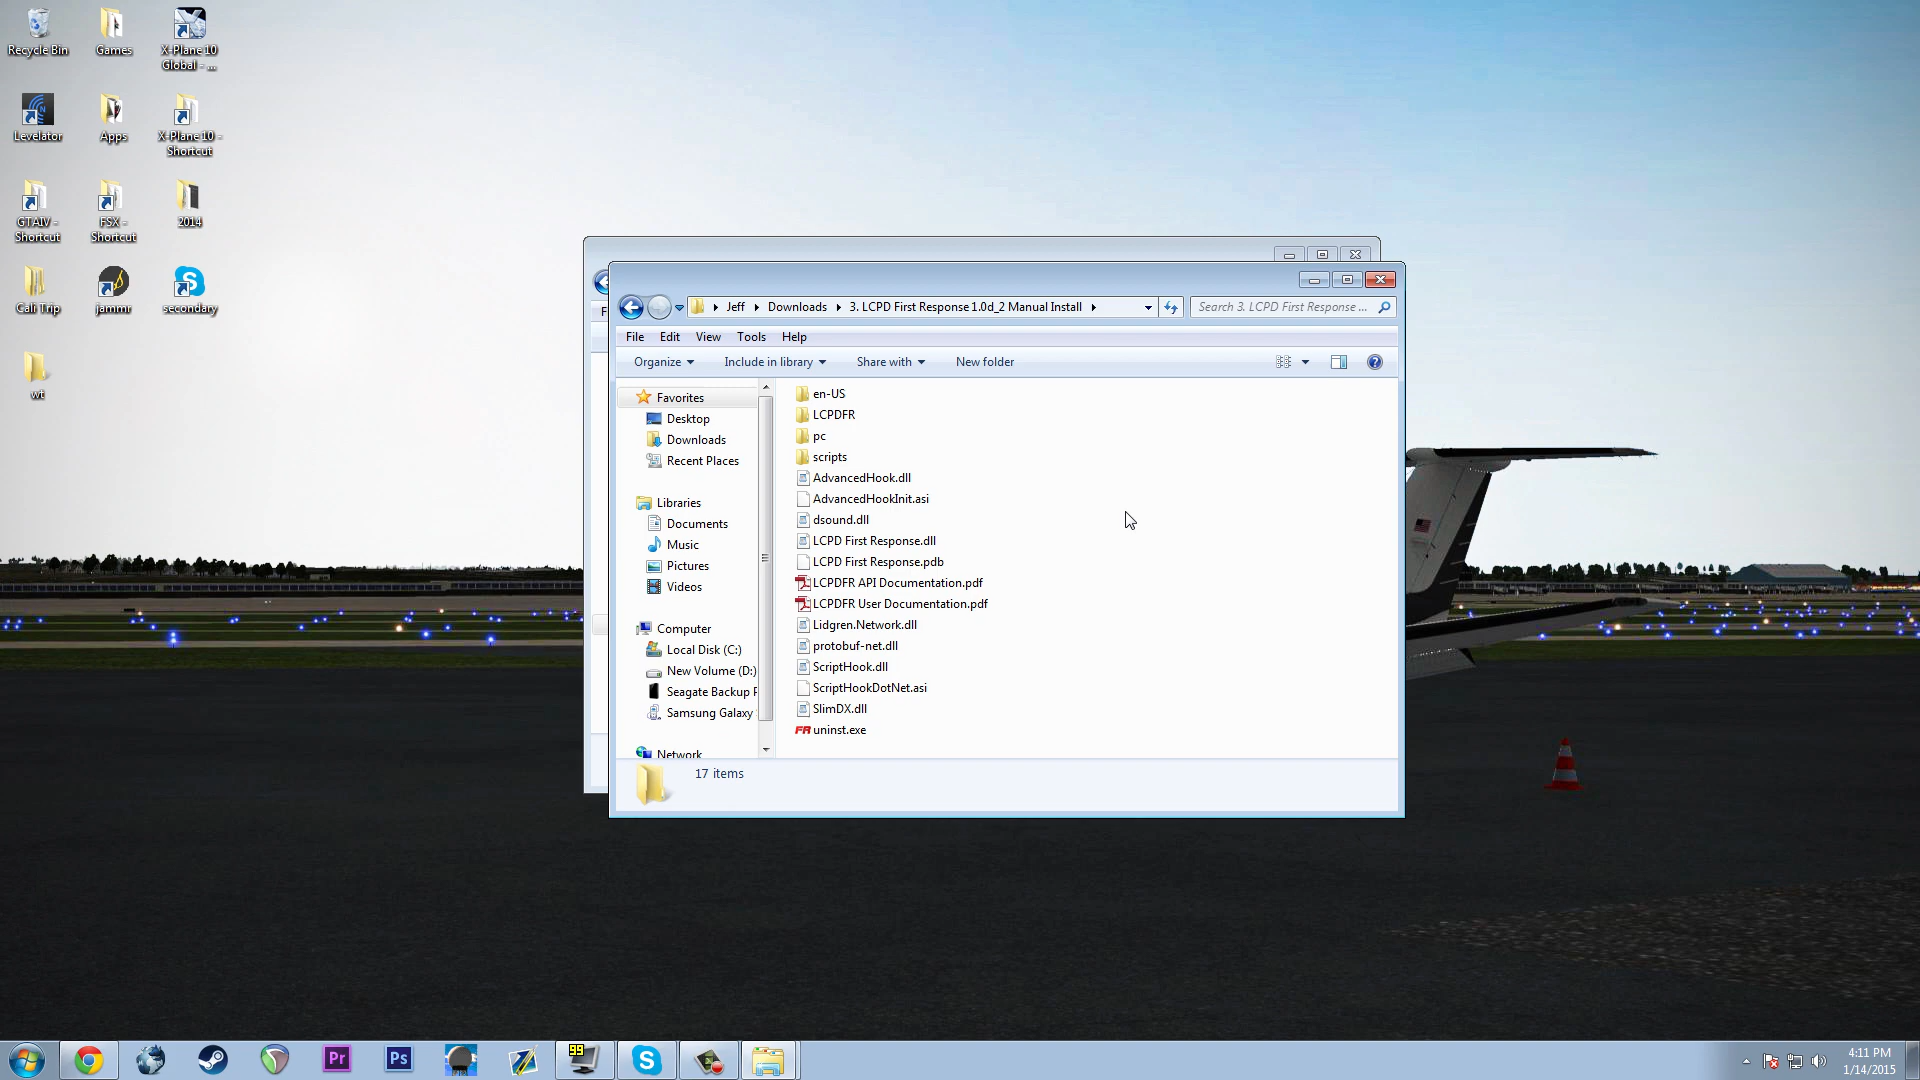 Recycle Bin
Games
X-Plane 10
Global - ...
Levelator
Apps
X-Plane 10 -
Shortcut
GTAIV -
Shortcut
FSX -
Shortcut
2014
Cali Trip
jammr
secondary
wt
Jeff
Downloads
3. LCPD First Response 1.0d_2 Manual Install
Search 3. LCPD First Response ...
File
Edit
View
Tools
Help
Organize
Include in library
Share with
New folder
Favorites
Desktop
Downloads
Recent Places
Libraries
Documents
Music
Pictures
Videos
Computer
Local Disk (C:)
New Volume (D:)
Seagate Backup
Samsung Galaxy
Network
en-US
LCPDFR
pc
scripts
AdvancedHook.dll
AdvancedHookInit.asi
dsound.dll
LCPD First Response.dll
LCPD First Response.pdb
LCPDFR API Documentation.pdf
LCPDFR User Documentation.pdf
Lidgren.Network.dll
protobuf-net.dll
ScriptHook.dll
ScriptHookDotNet.asi
SlimDX.dll
FR uninst.exe
17 items
Pr
Ps
99
S
4:11 PM
1/14/2015